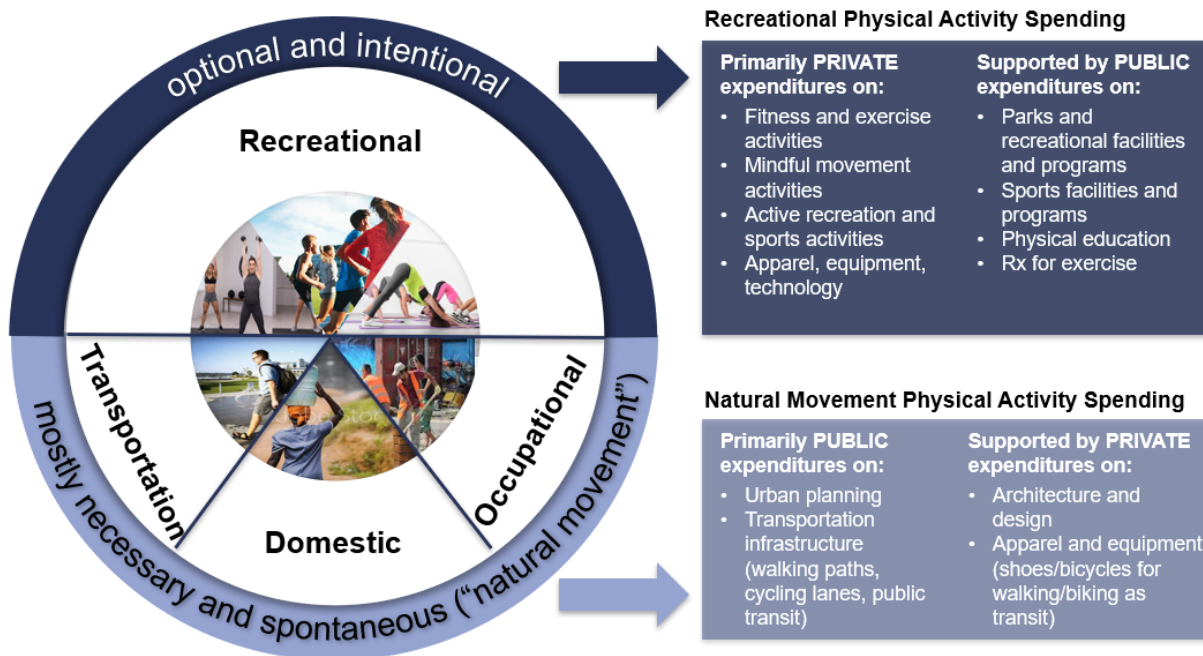 optional and intentional
Recreational
Transportation
Domestic
Occupational
mostly necessary and spontaneous (“natural movement”)
Recreational Physical Activity Spending
Primarily PRIVATE
expenditures on:
• Fitness and exercise
activities
• Mindful movement
activities
• Active recreation and
sports activities
• Apparel, equipment,
technology
Supported by PUBLIC
expenditures on:
• Parks and
recreational facilities
and programs
• Sports facilities and
programs
• Physical education
• Rx for exercise
Natural Movement Physical Activity Spending
Primarily PUBLIC
expenditures on:
• Urban planning
• Transportation
infrastructure
(walking paths,
cycling lanes, public
transit)
Supported by PRIVATE
expenditures on:
• Architecture and
design
• Apparel and equipment
(shoes/bicycles for
walking/biking as
transit)